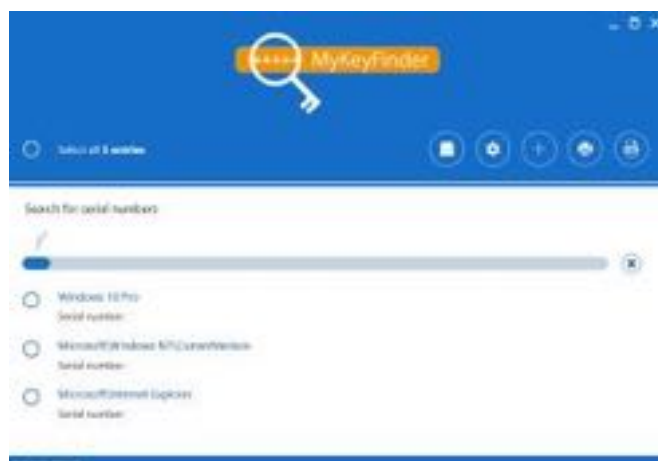 MyKeyFinder
Select all 5 entries
Search for serial numbers
Windows 10 Pro
Serial number
Microsoft\Windows NT\CurrentVersion
Serial number
Microsoft\Internet Explorer
Serial number